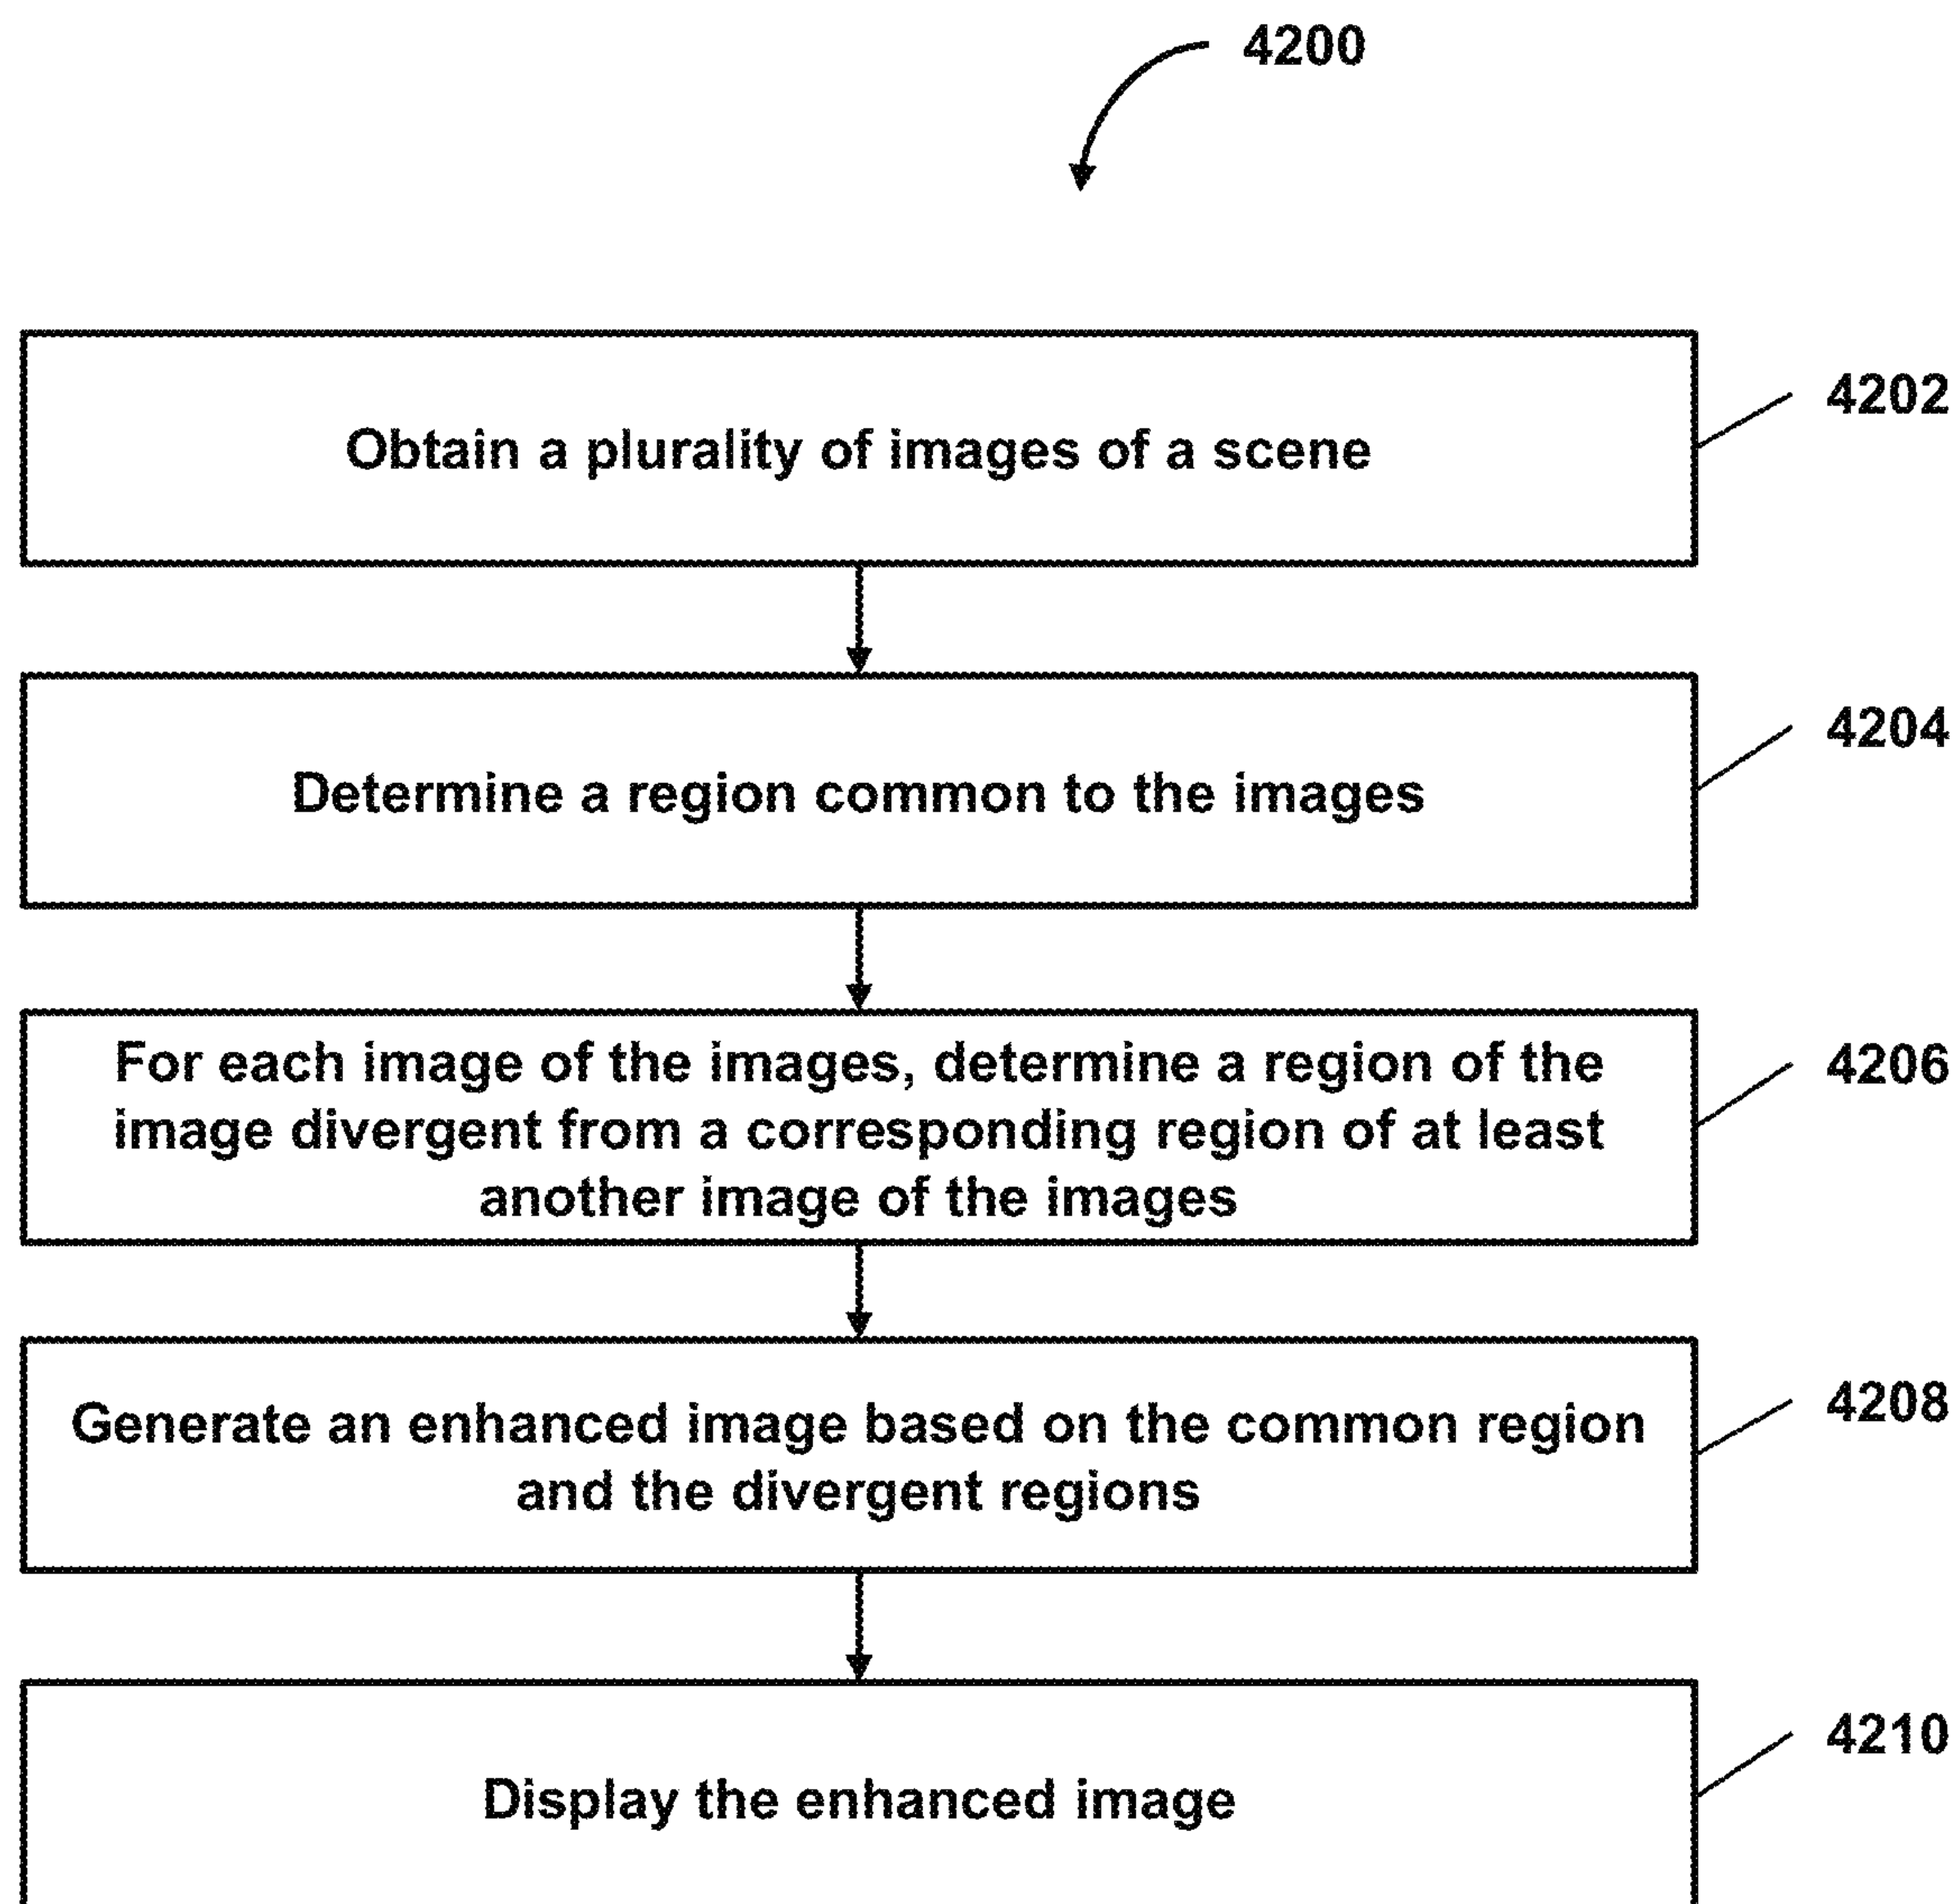 4200
Obtain a plurality of images of a scene
4202
Determine a region common to the images
4204
For each image of the images, determine a region of the
image divergent from a corresponding region of at least
another image of the images
4206
Generate an enhanced image based on the common region
and the divergent regions
4208
Display the enhanced image
4210